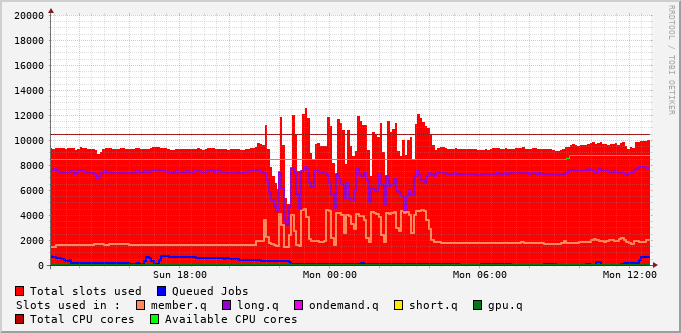 RRDTOOL / TOBI OETIKER
20000
18000
16000
14000
12000
10000
8000
6000
4000
2000
0
Sun 18:00 Mon 00:00 Mon 06:00 Mon 12:00
Total slots used Queued Jobs
Slots used in : member.q long.q ondemand.q short.q gpu.q
Total CPU cores Available CPU cores